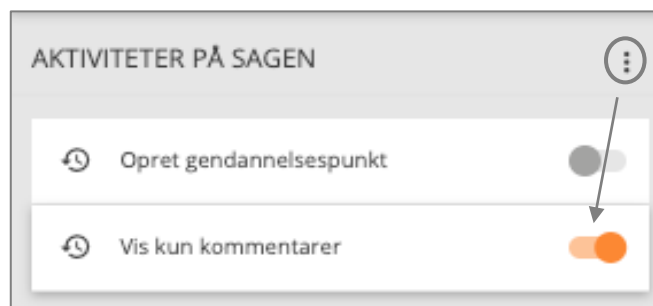 AKTIVITETER PÅ SAGEN
Opret gendannelsespunkt
Vis kun kommentarer